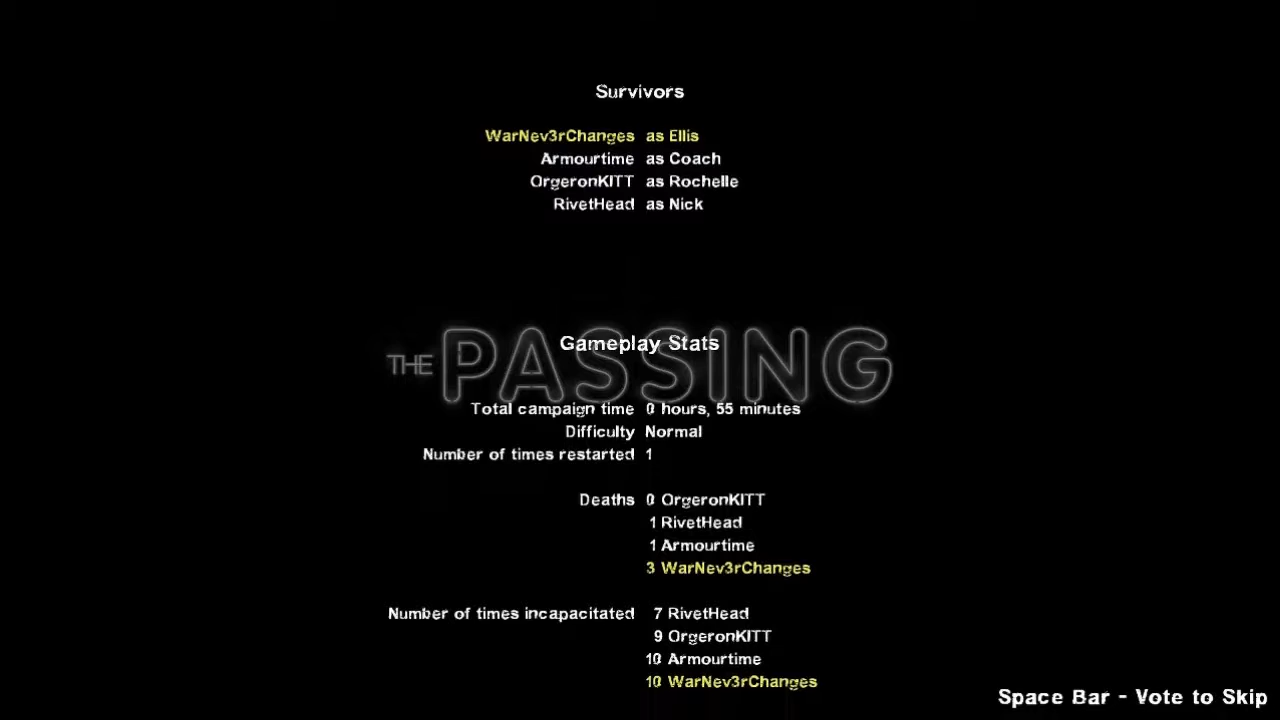 Survivors
WarNev3rChanges as Ellis
Armourtime as Coach
OrgeronKITT as Rochelle
RivetHead as Nick
THE PASSING
Gameplay Stats
Total campaign time 0 hours, 55 minutes
Difficulty Normal
Number of times restarted 1
Deaths 0 OrgeronKITT
1 RivetHead
1 Armourtime
3 WarNev3rChanges
Number of times incapacitated 7 RivetHead
9 OrgeronKITT
10 Armourtime
10 WarNev3rChanges
Space Bar - Vote to Skip